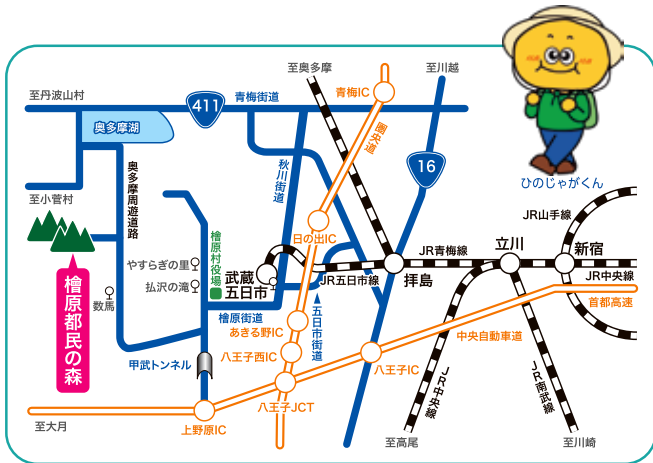 至奥多摩
至川越
至丹波山村
411
青梅街道
青梅IC
奥多摩湖
圏央道
16
ひのじゃがくん
至小菅村
奥多摩周遊道路
秋川街道
檜原村役場
日の出IC
JR山手線
やすらぎの里
払沢の滝
数馬
武蔵
五日市
JR五日市線
拝島
JR青梅線
立川
新宿
JR中央線
首都高速
檜原都民の森
檜原街道
五日市街道
あきる野IC
中央自動車道
甲武トンネル
八王子西IC
八王子IC
八王子JCT
JR中央線
JR南武線
上野原IC
至大月
至高尾
至川崎